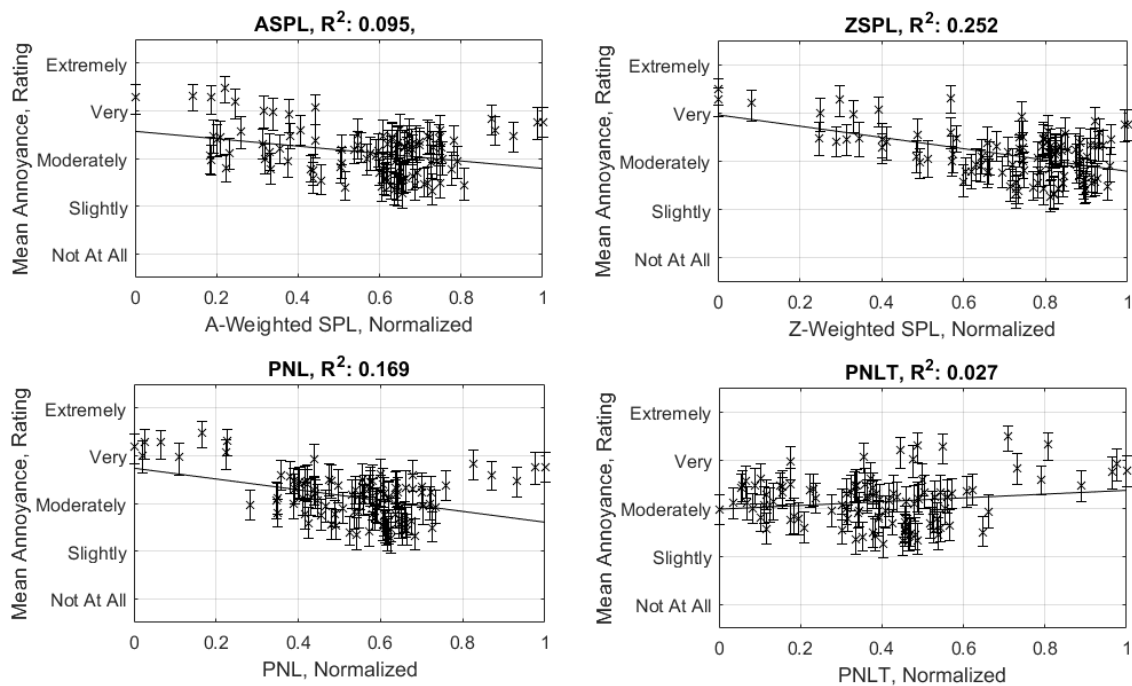 ASPL, R²: 0.095,
Mean Annoyance, Rating
Extremely
Very
Moderately
Slightly
Not At All
0 0.2 0.4 0.6 0.8 1
A-Weighted SPL, Normalized
ZSPL, R²: 0.252
Mean Annoyance, Rating
Extremely
Very
Moderately
Slightly
Not At All
0 0.2 0.4 0.6 0.8 1
Z-Weighted SPL, Normalized
PNL, R²: 0.169
Mean Annoyance, Rating
Extremely
Very
Moderately
Slightly
Not At All
0 0.2 0.4 0.6 0.8 1
PNL, Normalized
PNLT, R²: 0.027
Mean Annoyance, Rating
Extremely
Very
Moderately
Slightly
Not At All
0 0.2 0.4 0.6 0.8 1
PNLT, Normalized